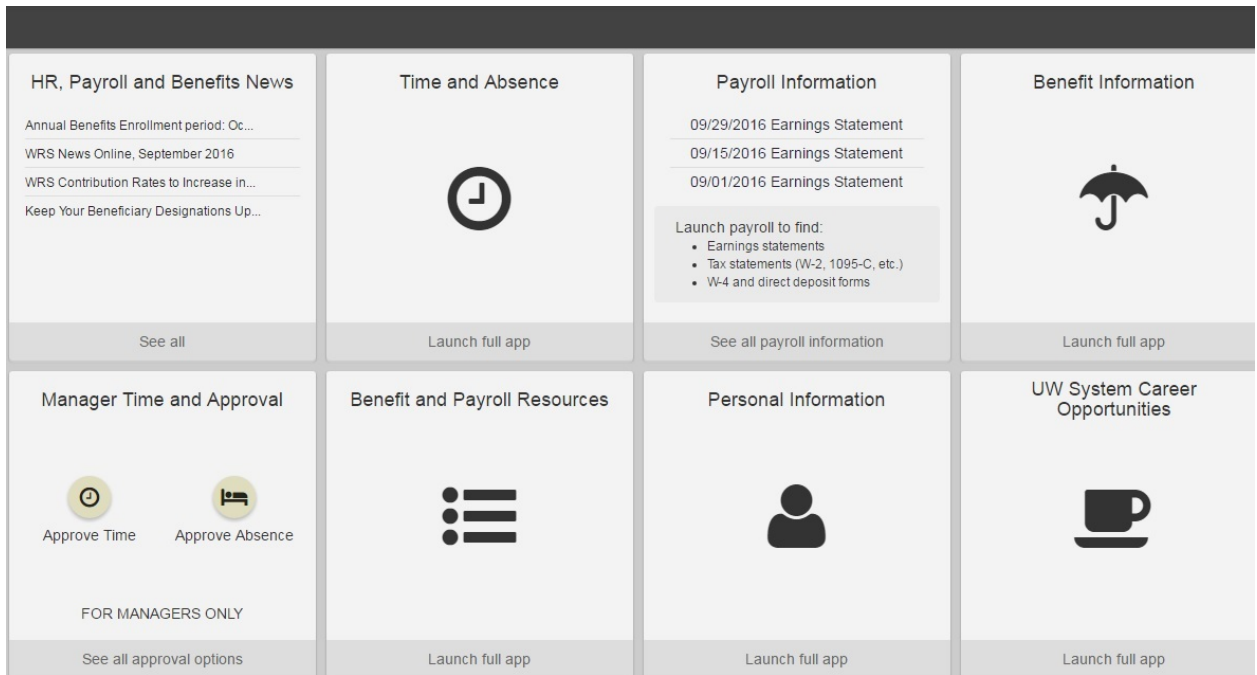 HR, Payroll and Benefits News
Annual Benefits Enrollment period: Oc...
WRS News Online, September 2016
WRS Contribution Rates to Increase in...
Keep Your Beneficiary Designations Up...
See all
Time and Absence
Launch full app
Payroll Information
09/29/2016 Earnings Statement
09/15/2016 Earnings Statement
09/01/2016 Earnings Statement
Launch payroll to find:
• Earnings statements
• Tax statements (W-2, 1095-C, etc.)
• W-4 and direct deposit forms
See all payroll information
Benefit Information
Launch full app
Manager Time and Approval
Approve Time
Approve Absence
FOR MANAGERS ONLY
See all approval options
Benefit and Payroll Resources
Launch full app
Personal Information
Launch full app
UW System Career
Opportunities
Launch full app